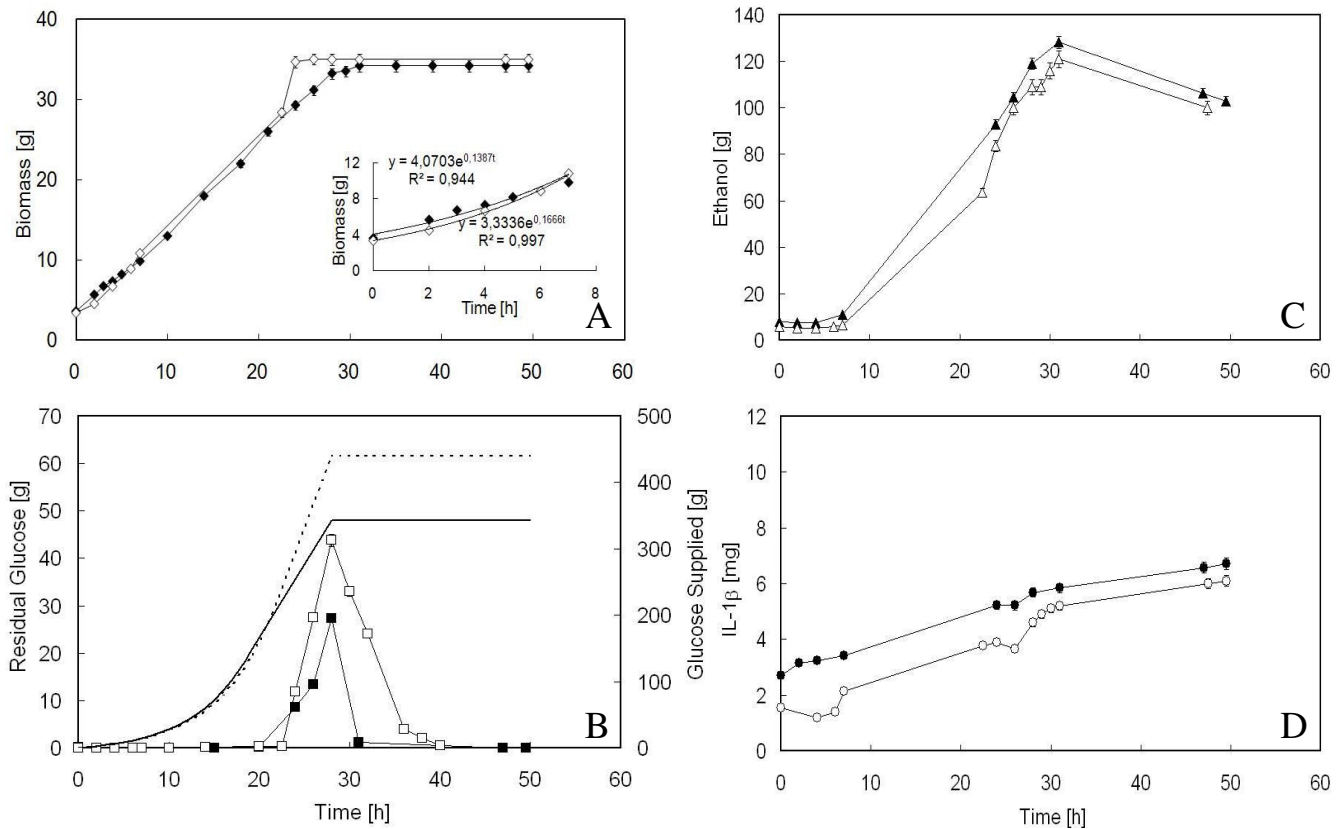 40
30
20
10
0
Biomass [g]
0 10 20 30 40 50 60
12
8
4
0
Biomass [g]
y = 4,0703e^0,1387t
R² = 0,944
y = 3,3336e^0,1666t
R² = 0,997
0 2 4 6 8
Time [h]
A
140
120
100
80
60
40
20
0
Ethanol [g]
0 10 20 30 40 50 60
C
70
60
50
40
30
20
10
0
Residual Glucose [g]
500
400
300
200
100
0
Glucose Supplied [g]
0 10 20 30 40 50 60
Time [h]
B
12
10
8
6
4
2
0
IL-1β [mg]
0 10 20 30 40 50 60
Time [h]
D